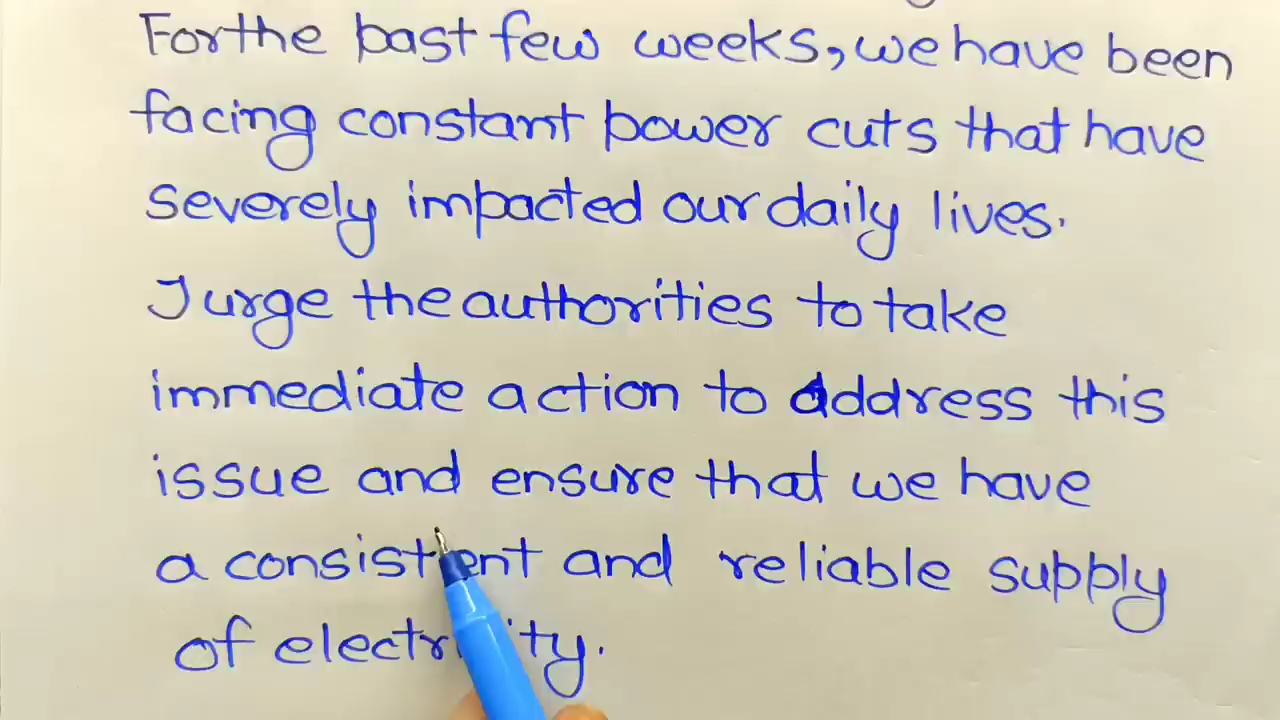 For the past few weeks, we have been
facing constant power cuts that have
severely impacted our daily lives.
I urge the authorities to take
immediate action to address this
issue and ensure that we have
a consistent and reliable supply
of electricity.